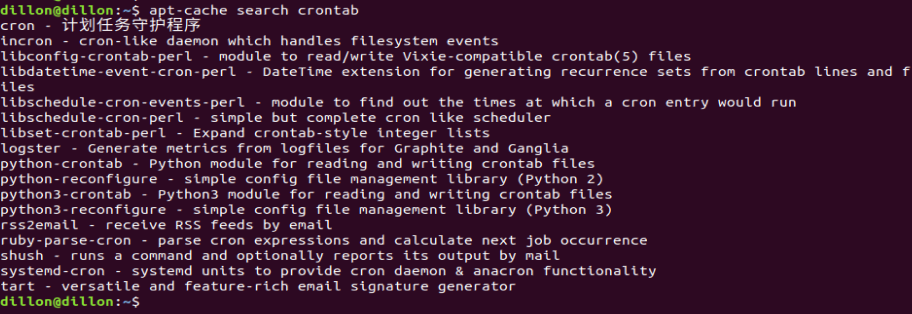 dillon@dillon:~$ apt-cache search crontab
cron - 计划任务守护程序
incron - cron-like daemon which handles filesystem events
libconfig-crontab-perl - module to read/write Vixie-compatible crontab(5) files
libdatetime-event-cron-perl - DateTime extension for generating recurrence sets from crontab lines and f
iles
libschedule-cron-events-perl - module to find out the times at which a cron entry would run
libschedule-cron-perl - simple but complete cron like scheduler
libset-crontab-perl - Expand crontab-style integer lists
logster - Generate metrics from logfiles for Graphite and Ganglia
python-crontab - Python module for reading and writing crontab files
python-reconfigure - simple config file management library (Python 2)
python3-crontab - Python3 module for reading and writing crontab files
python3-reconfigure - simple config file management library (Python 3)
rss2email - receive RSS feeds by email
ruby-parse-cron - parse cron expressions and calculate next job occurrence
shush - runs a command and optionally reports its output by mail
systemd-cron - systemd units to provide cron daemon & anacron functionality
tart - versatile and feature-rich email signature generator
dillon@dillon:~$